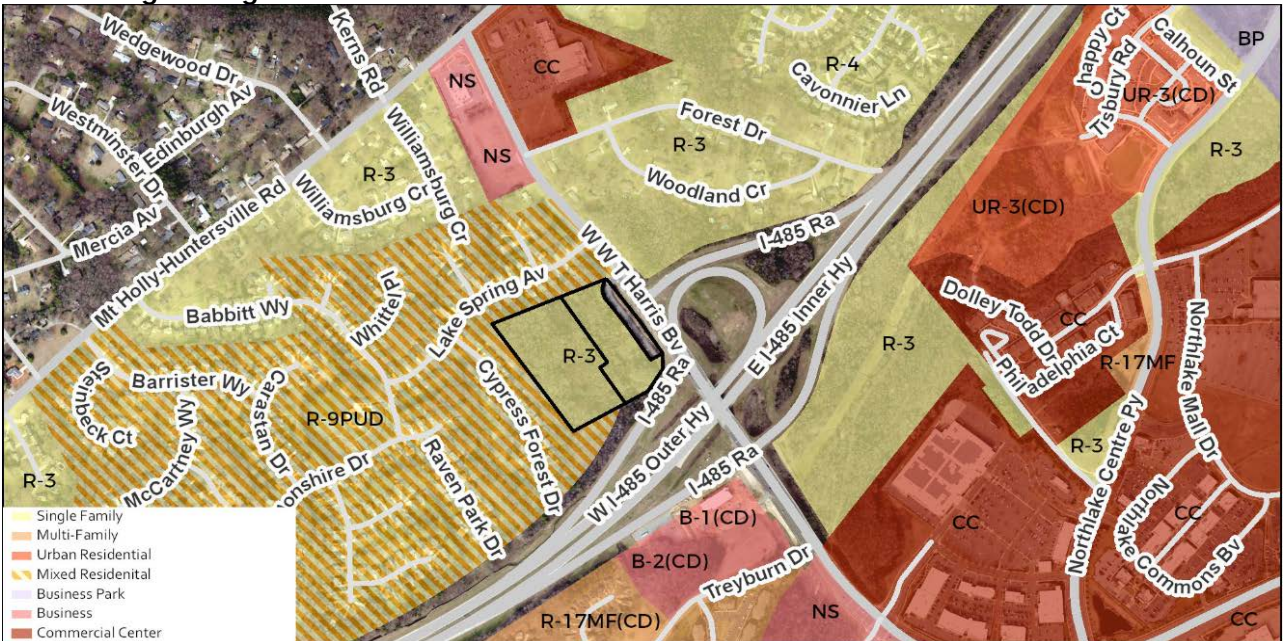 Wedgewood Dr
Kerns Rd
NS
CC
R-4
Cavonnier Ln
Chappy Ct
Tisbury Rd
Calhoun St
BP
UR-3(CD)
Westminster Dr
Edinburgh Av
Williamsburg Cr
NS
Forest Dr
R-3
R-3
R-3
Mercia Av
Williamsburg Cr
Woodland Cr
UR-3(CD)
Mt Holly-Huntersville Rd
W W T Harris Bv
I-485 Ra
Whittel Pl
Babbitt Wy
Lake Spring Av
E I-485 Inner Hy
Dolley Todd Dr
CC
Philadelphia Ct
Northlake Mall Dr
R-3
R-3
R-17MF
I-485 Ra
Steinbeck Ct
Barrister Wy
Carastan Dr
Cypress Forest Dr
R-9PUD
McCartney Wy
onshire Dr
Raven Park Dr
W I-485 Outer Hy
I-485 Ra
R-3
Northlake Centre Py
R-3
CC
CC
Northlake Commons Bv
B-1(CD)
B-2(CD)
Treyburn Dr
R-17MF(CD)
NS
CC
Single Family
Multi-Family
Urban Residential
Mixed Residenital
Business Park
Business
Commercial Center